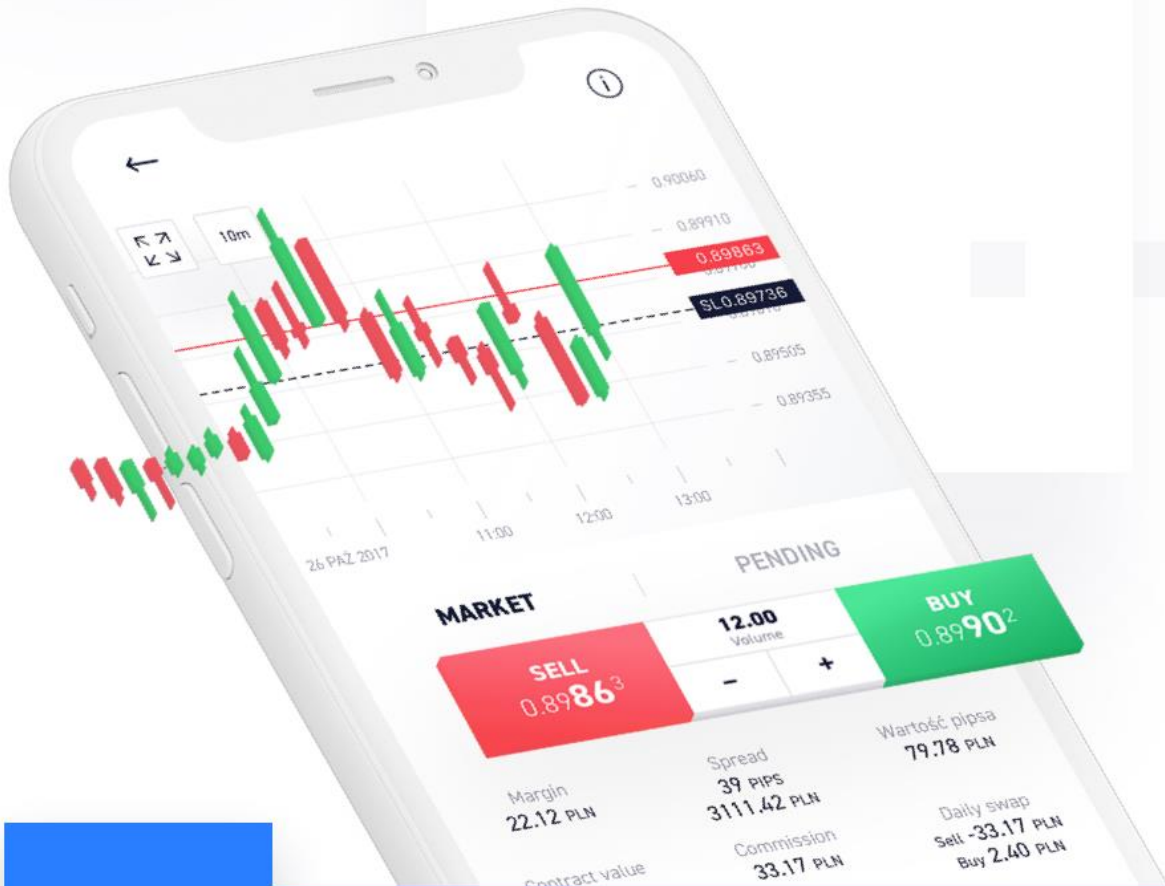 10m
0.90060
0.89910
0.89863
SL0.89736
0.89505
0.89355
26 PAŹ 2017
11:00
12:00
13:00
MARKET
PENDING
SELL
0.89863
12.00
Volume
-
+
BUY
0.89902
Margin
22.12 PLN
Spread
39 PIPS
3111.42 PLN
Wartość pipsa
79.78 PLN
Contract value
Commission
33.17 PLN
Daily swap
Sell -33.17 PLN
Buy 2.40 PLN